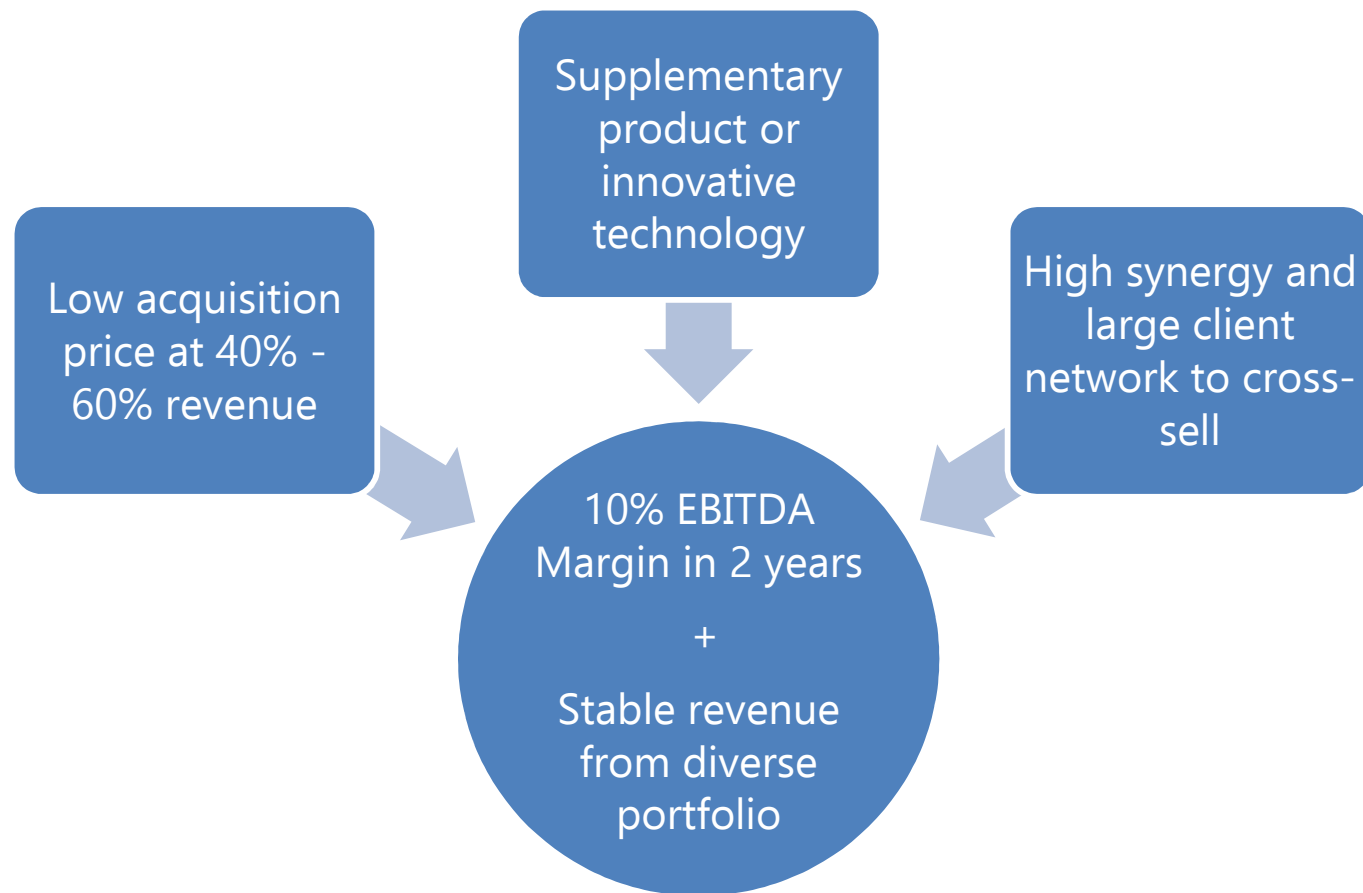 Supplementary
product or
innovative
technology
Low acquisition
price at 40% -
60% revenue
High synergy and
large client
network to cross-
sell
10% EBITDA
Margin in 2 years
+
Stable revenue
from diverse
portfolio